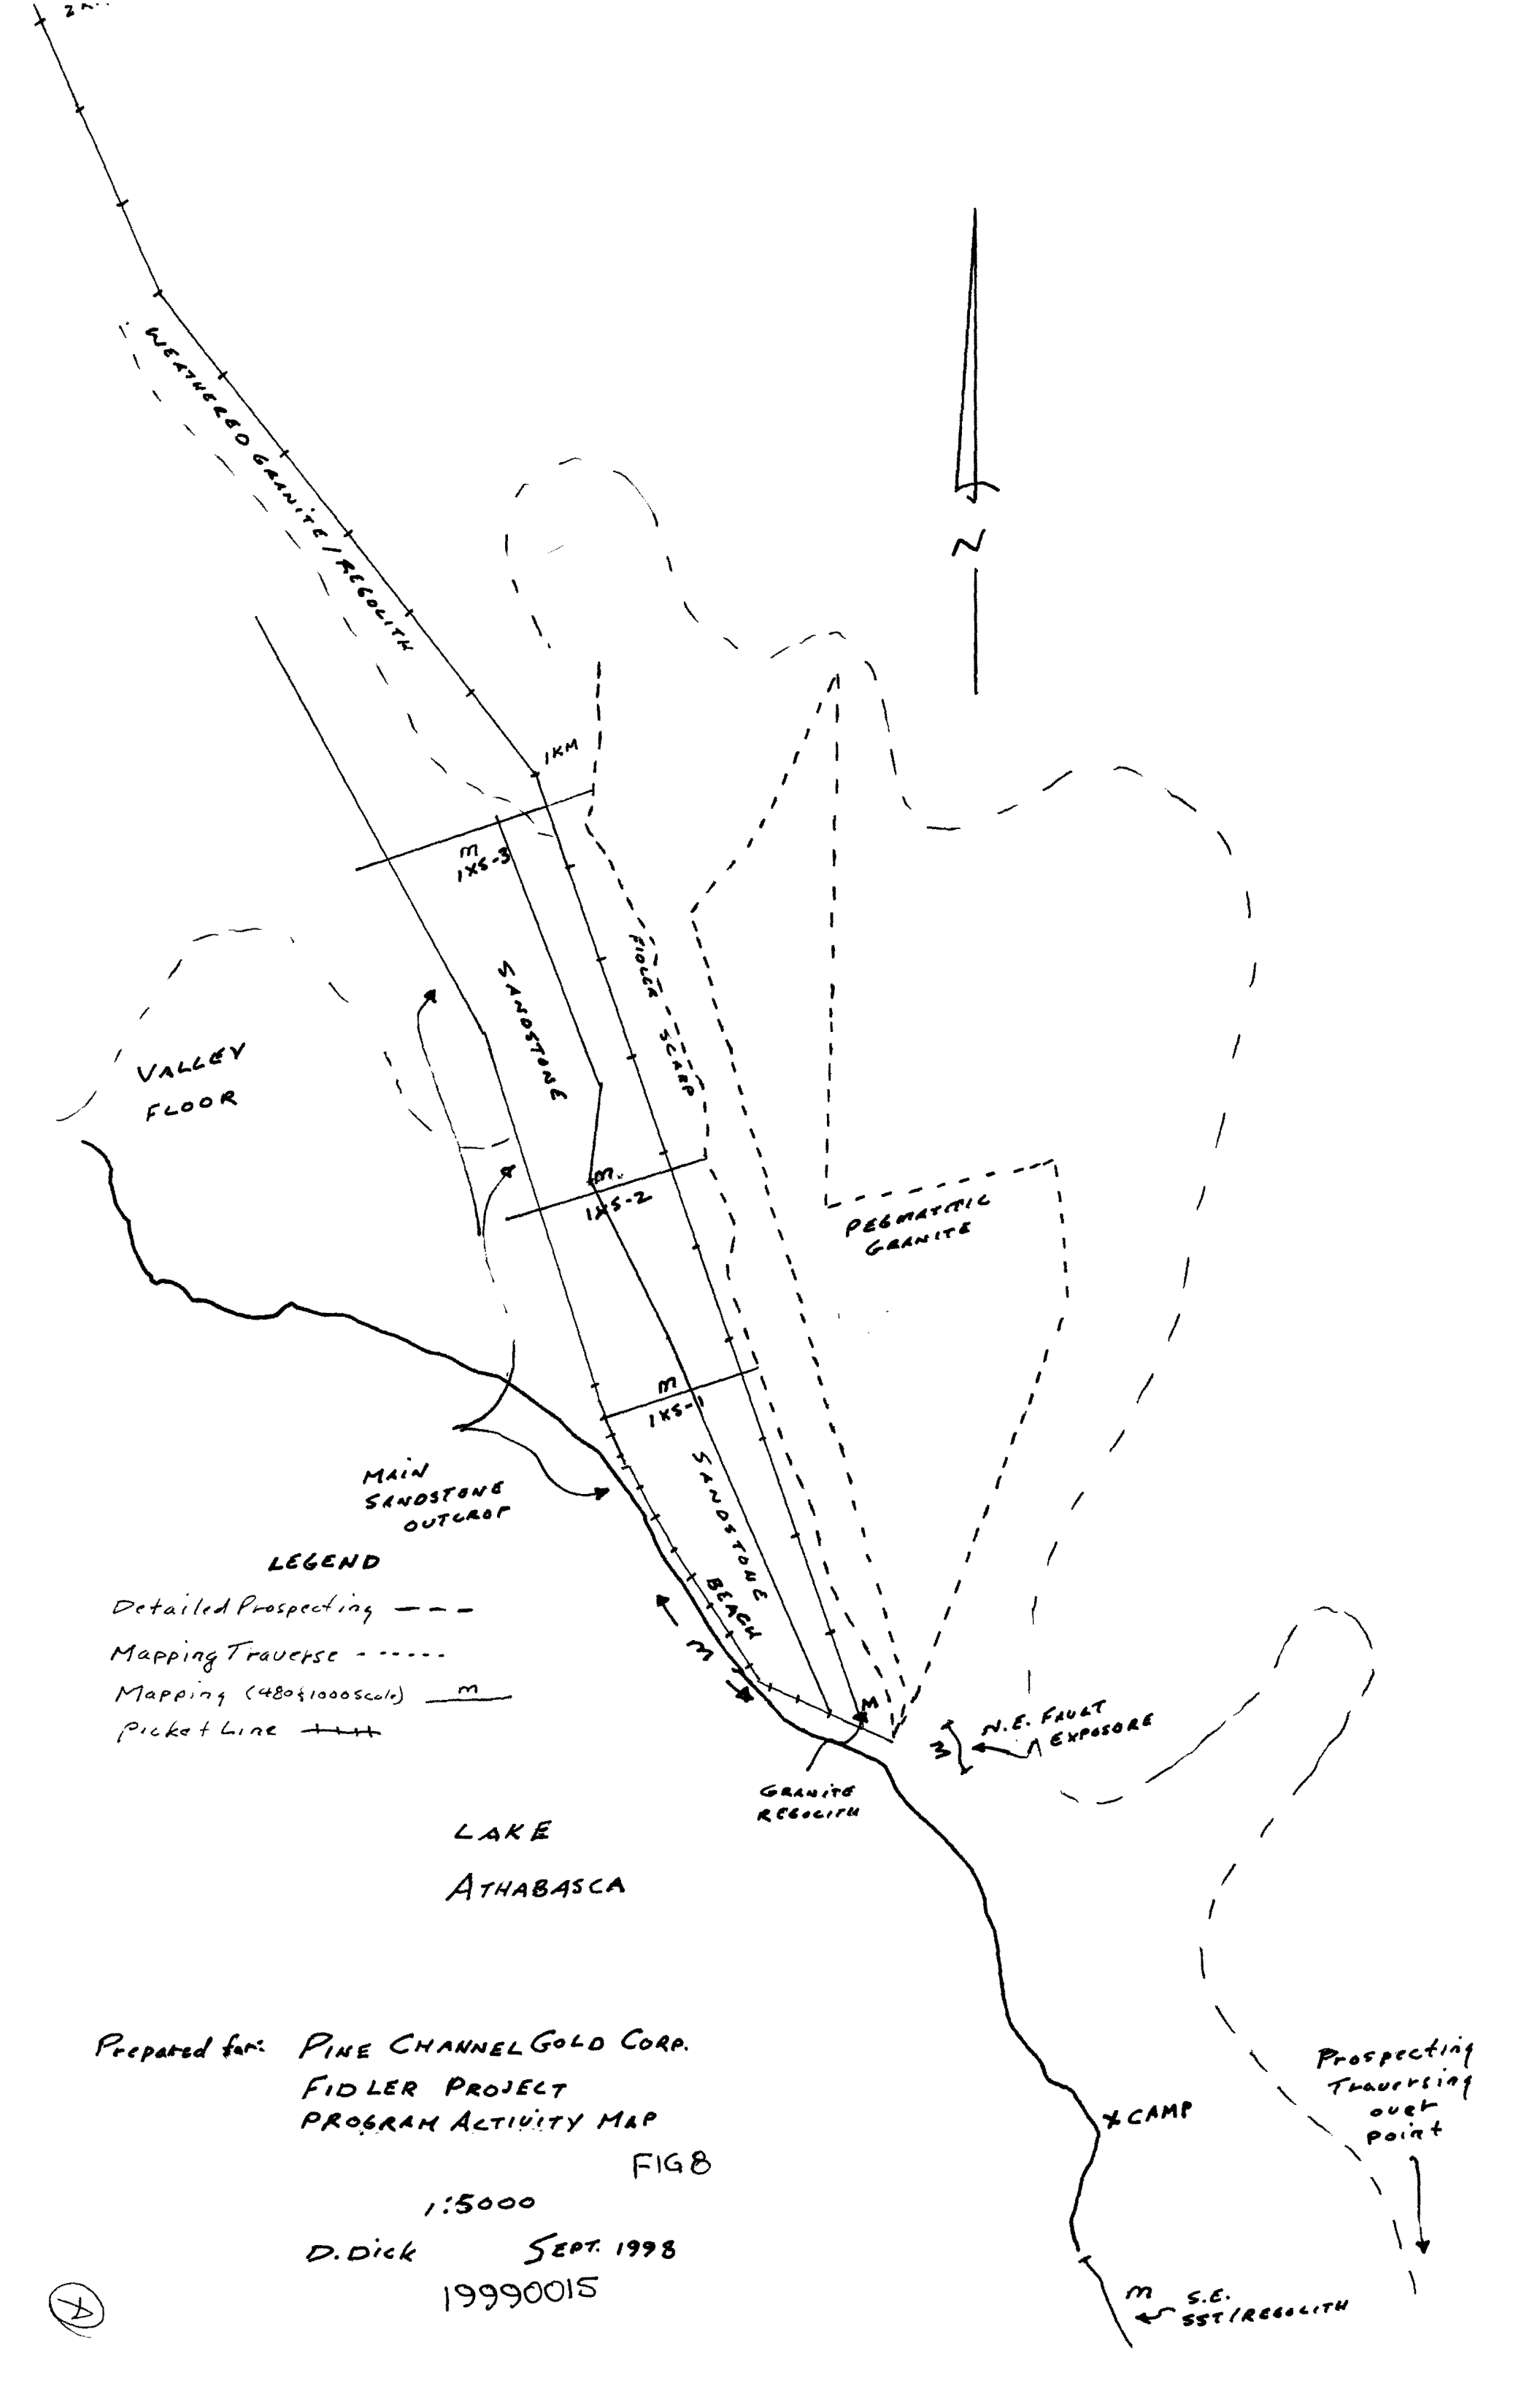 WEATHERED GRANITE/REGOLITH
N
1KM
m
1XS-3
SANDSTONE
FIDLER SCARP
VALLEY
FLOOR
m
1XS-2
PEGMATITIC
GRANITE
m
1XS-1
MAIN
SANDSTONE
OUTCROP
SANDSTONE
BEACH
m
LEGEND
Detailed Prospecting
Mapping Traverse
Mapping (480 & 1000 Scale) m
Picket Line
M
N.E. FAULT
EXPOSORE
m
GRANITE
REGOLITH
LAKE
ATHABASCA
Prepared for: PINE CHANNEL GOLD CORP.
FIDLER PROJECT
PROGRAM ACTIVITY MAP
FIG 8
1:5000
D. Dick SEPT. 1998
19990015
Prospecting
Traversing
over
point
x CAMP
m S.E.
SST/REGOLITH